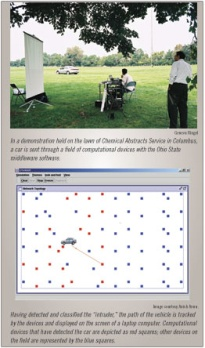 In a demonstration held on the lawn of Chemical Abstracts Service in Columbus,
a car is sent through a field of computational devices with the Ohio State
middleware software.
Network Topology
Image courtesy
Having detected and classified the "intruder," the path of the vehicle is tracked
by the devices and displayed on the screen of a laptop computer. Computational
devices that have detected the car are depicted as red squares; other devices on
the field are represented by the blue squares.